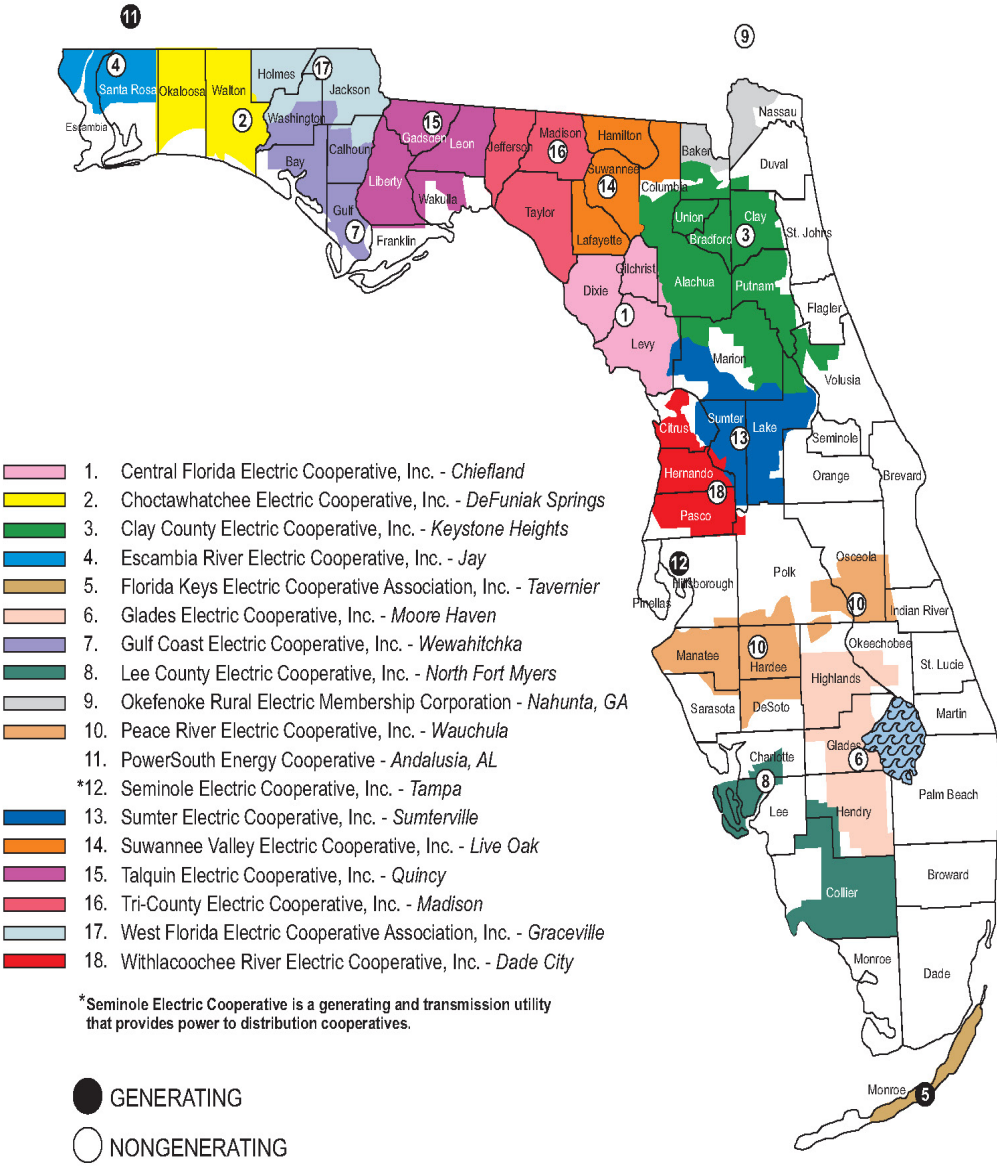 11
9
4
17
Holmes
Nassau
Santa Rosa
Okaloosa
Walton
Jackson
2
15
Madison
Hamilton
Escambia
Washington
Gadsden
Leon
Jefferson
16
Baker
Duval
Bay
Calhoun
Liberty
Suwannee
14
Columbia
Wakulla
Gulf
7
Franklin
Taylor
Lafayette
Union
Bradford
Clay
3
St. Johns
Gilchrist
Dixie
Alachua
Putnam
1
Flagler
Levy
Marion
Volusia
Citrus
Sumter
13
Lake
Seminole
Hernando
18
Orange
Brevard
Pasco
12
Hillsborough
Pinellas
Polk
Osceola
10
Indian River
Manatee
10
Hardee
Okeechobee
St. Lucie
Highlands
Sarasota
DeSoto
Martin
Charlotte
8
Glades
6
Lee
Hendry
Palm Beach
Collier
Broward
Monroe
Dade
Monroe
5
1. Central Florida Electric Cooperative, Inc. - Chiefland
2. Choctawhatchee Electric Cooperative, Inc. - DeFuniak Springs
3. Clay County Electric Cooperative, Inc. - Keystone Heights
4. Escambia River Electric Cooperative, Inc. - Jay
5. Florida Keys Electric Cooperative Association, Inc. - Tavernier
6. Glades Electric Cooperative, Inc. - Moore Haven
7. Gulf Coast Electric Cooperative, Inc. - Wewahitchka
8. Lee County Electric Cooperative, Inc. - North Fort Myers
9. Okefenoke Rural Electric Membership Corporation - Nahunta, GA
10. Peace River Electric Cooperative, Inc. - Wauchula
11. PowerSouth Energy Cooperative - Andalusia, AL
*12. Seminole Electric Cooperative, Inc. - Tampa
13. Sumter Electric Cooperative, Inc. - Sumterville
14. Suwannee Valley Electric Cooperative, Inc. - Live Oak
15. Talquin Electric Cooperative, Inc. - Quincy
16. Tri-County Electric Cooperative, Inc. - Madison
17. West Florida Electric Cooperative Association, Inc. - Graceville
18. Withlacoochee River Electric Cooperative, Inc. - Dade City
*Seminole Electric Cooperative is a generating and transmission utility
that provides power to distribution cooperatives.
GENERATING
NONGENERATING